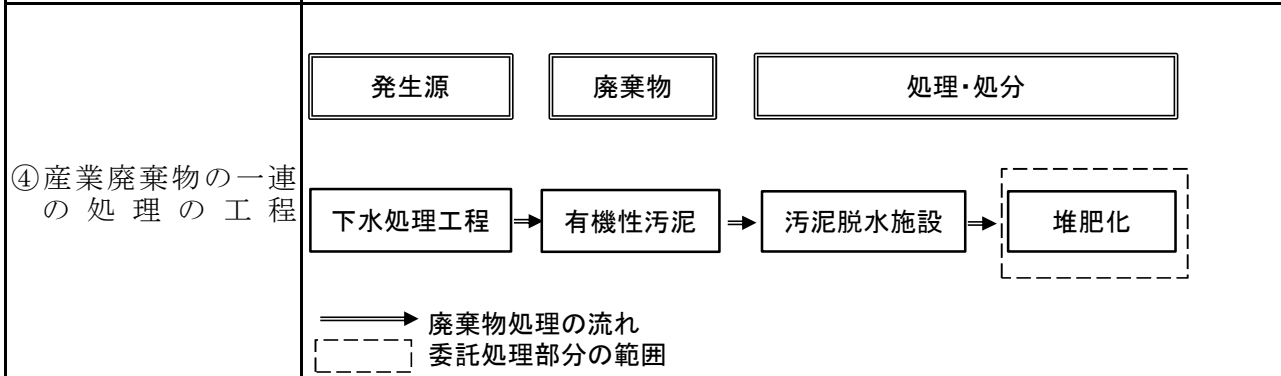 ④産業廃棄物の一連
の処理の工程
発生源
廃棄物
処理・処分
下水処理工程
有機性汚泥
汚泥脱水施設
堆肥化
廃棄物処理の流れ
委託処理部分の範囲